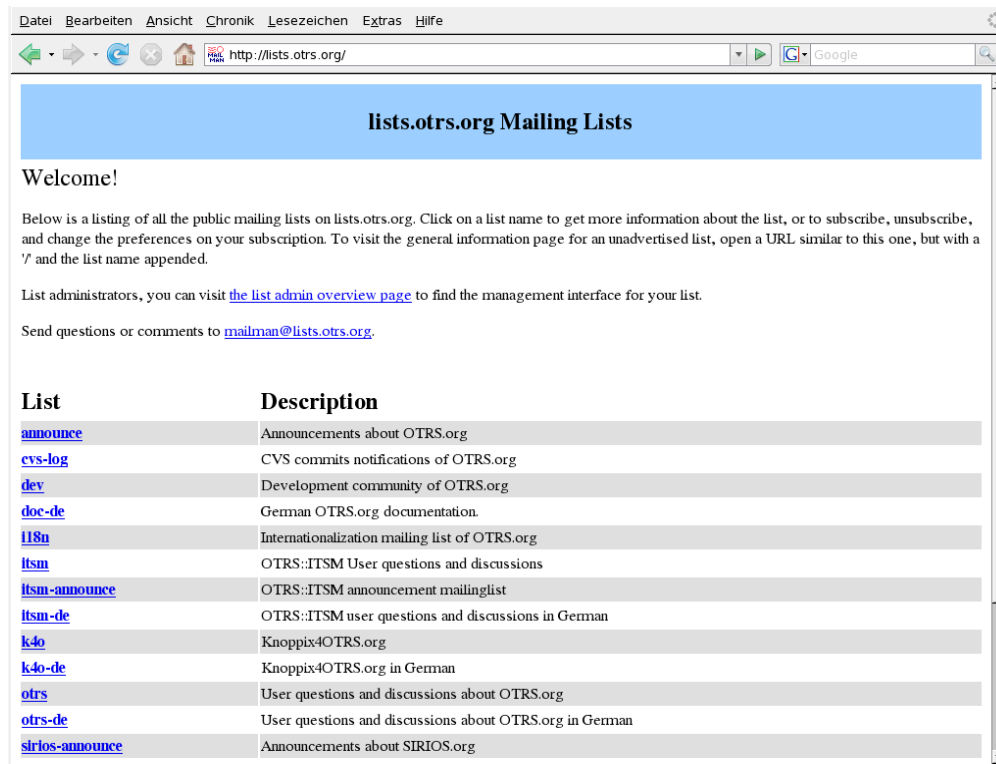 Datei Bearbeiten Ansicht Chronik Lesezeichen Extras Hilfe
MAIL MAN http://lists.otrs.org/ G Google
lists.otrs.org Mailing Lists
Welcome!
Below is a listing of all the public mailing lists on lists.otrs.org. Click on a list name to get more information about the list, or to subscribe, unsubscribe,
and change the preferences on your subscription. To visit the general information page for an unadvertised list, open a URL similar to this one, but with a
'/' and the list name appended.
List administrators, you can visit the list admin overview page to find the management interface for your list.
Send questions or comments to mailman@lists.otrs.org.
List Description
announce Announcements about OTRS.org
cvs-log CVS commits notifications of OTRS.org
dev Development community of OTRS.org
doc-de German OTRS.org documentation.
i18n Internationalization mailing list of OTRS.org
itsm OTRS::ITSM User questions and discussions
itsm-announce OTRS::ITSM announcement mailinglist
itsm-de OTRS::ITSM user questions and discussions in German
k4o Knoppix4OTRS.org
k4o-de Knoppix4OTRS.org in German
otrs User questions and discussions about OTRS.org
otrs-de User questions and discussions about OTRS.org in German
sirios-announce Announcements about SIRIOS.org